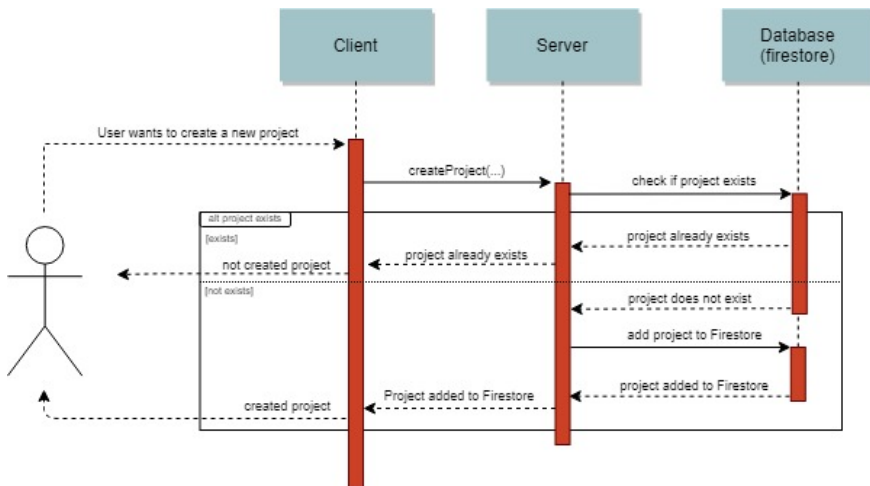 Client
Server
Database
(firestore)
User wants to create a new project
createProject(...)
check if project exists
alt project exists
[exists]
project already exists
project already exists
not created project
[not exists]
project does not exist
add project to Firestore
project added to Firestore
Project added to Firestore
created project